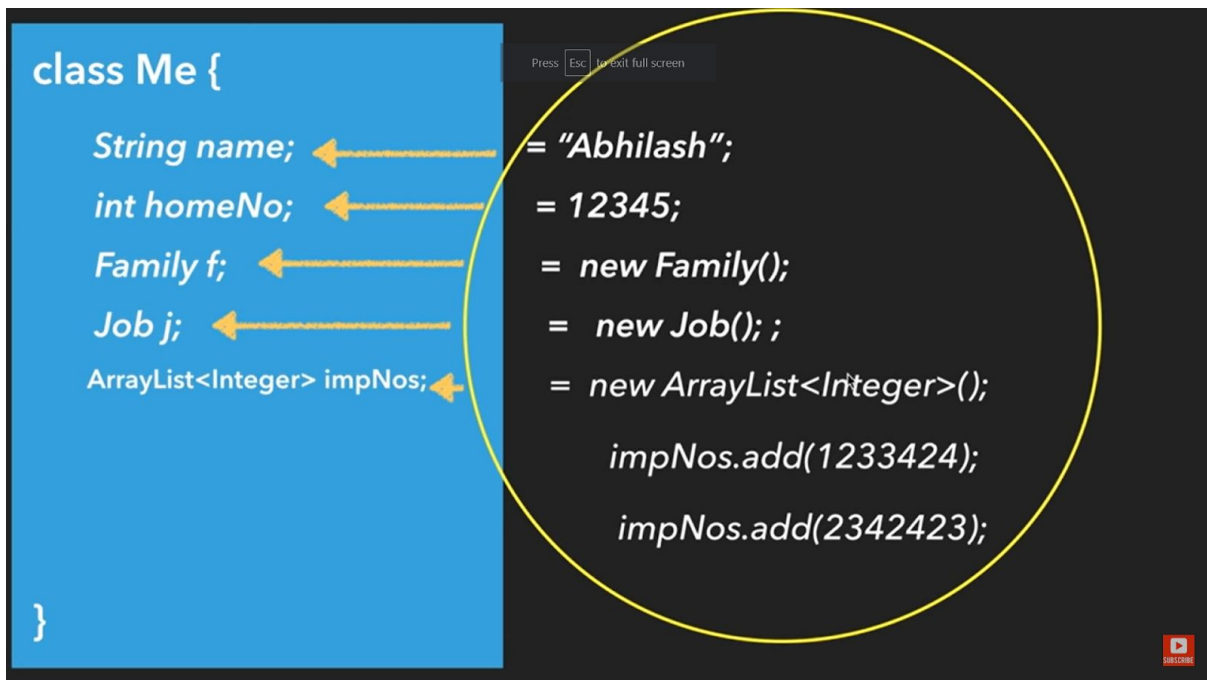 class Me {
Press Esc to exit full screen
String name; = “Abhilash”;
int homeNo; = 12345;
Family f; = new Family();
Job j; = new Job(); ;
ArrayList<Integer> impNos; = new ArrayList<Integer>();
impNos.add(1233424);
impNos.add(2342423);
}
SUBSCRIBE